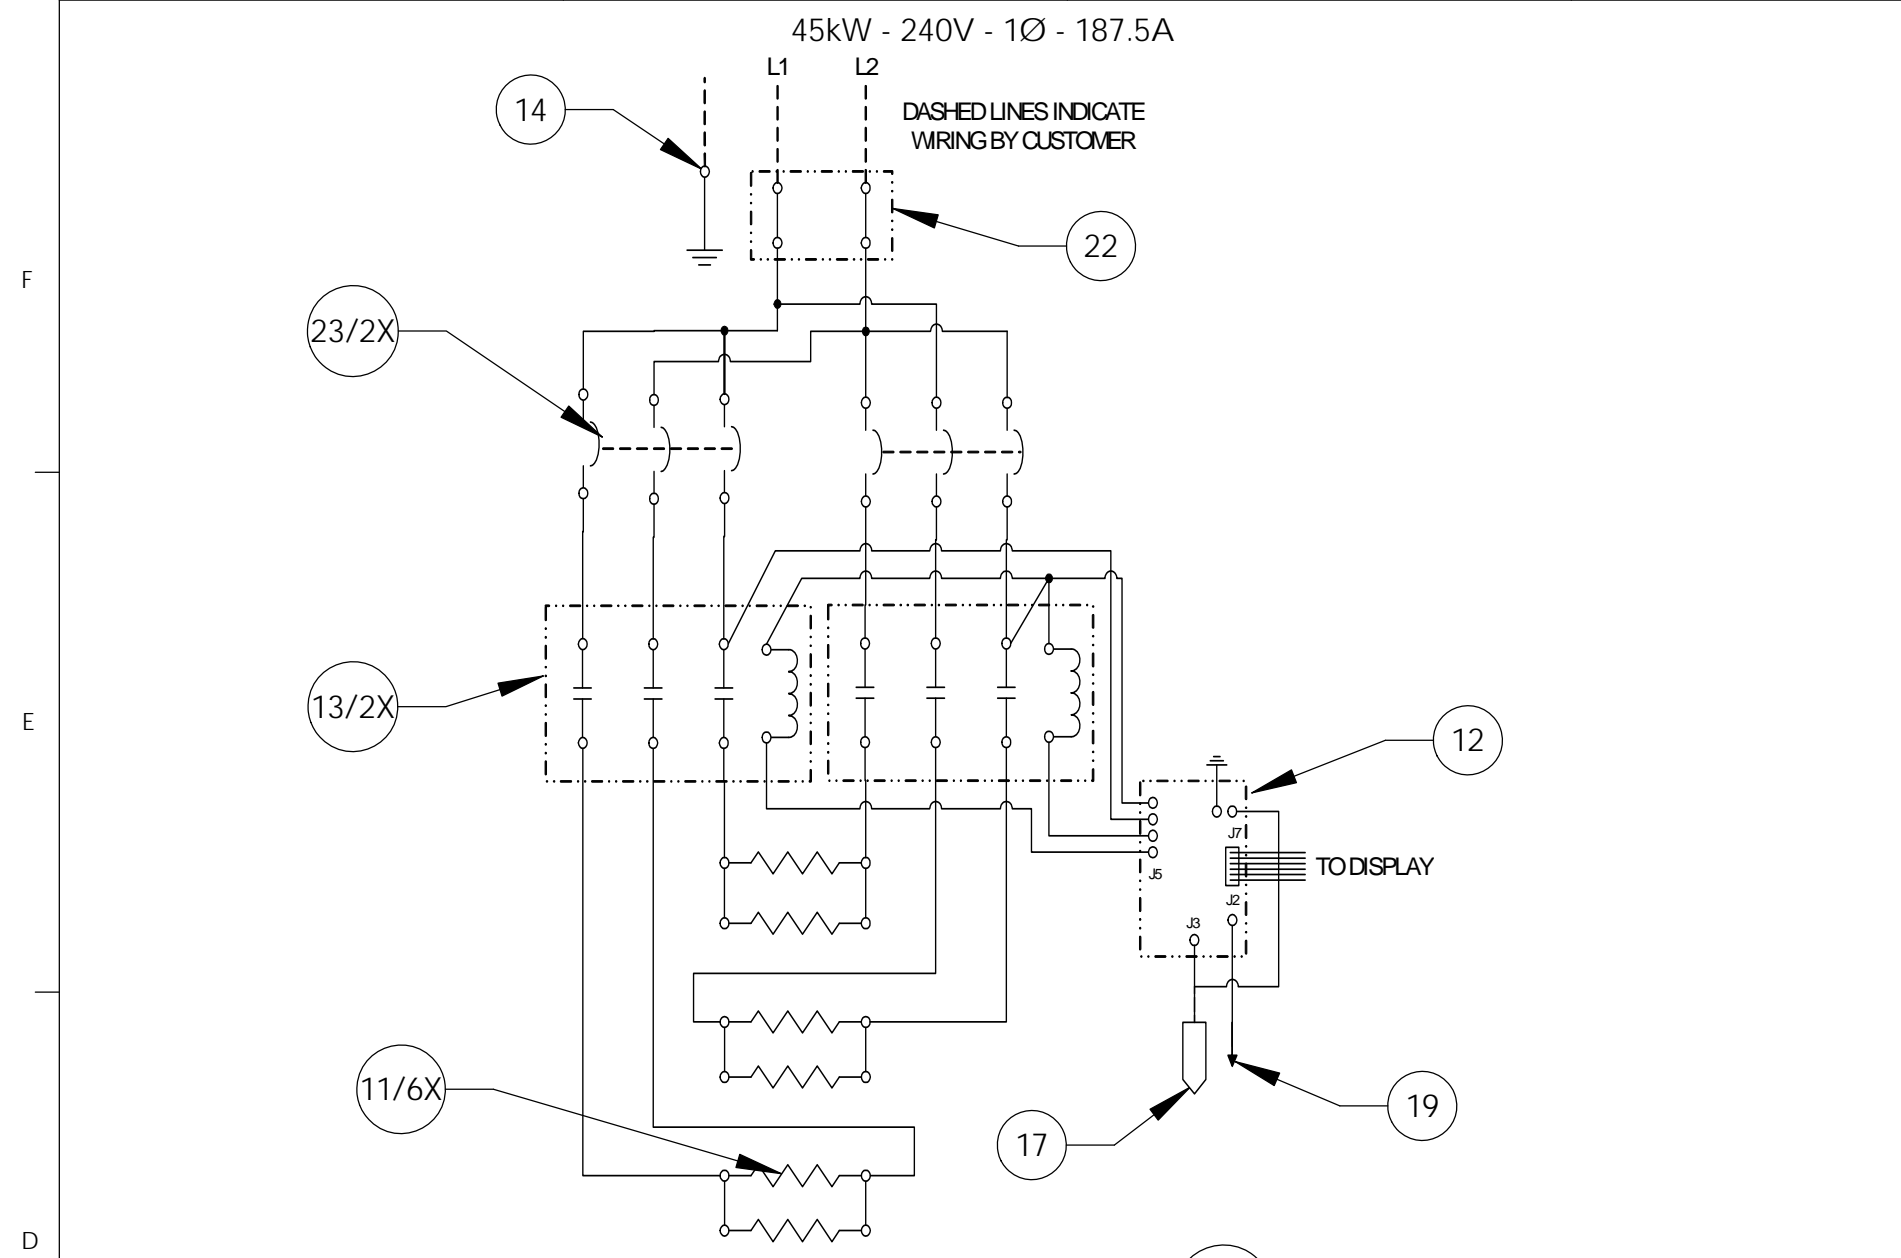 45kW - 240V - 1Ø - 187.5A
L1 L2
14
DASHED LINES INDICATE
WIRING BY CUSTOMER
22
F
23/2X
13/2X
E
12
J7
TO DISPLAY
J5
J2
J3
11/6X
19
17
D